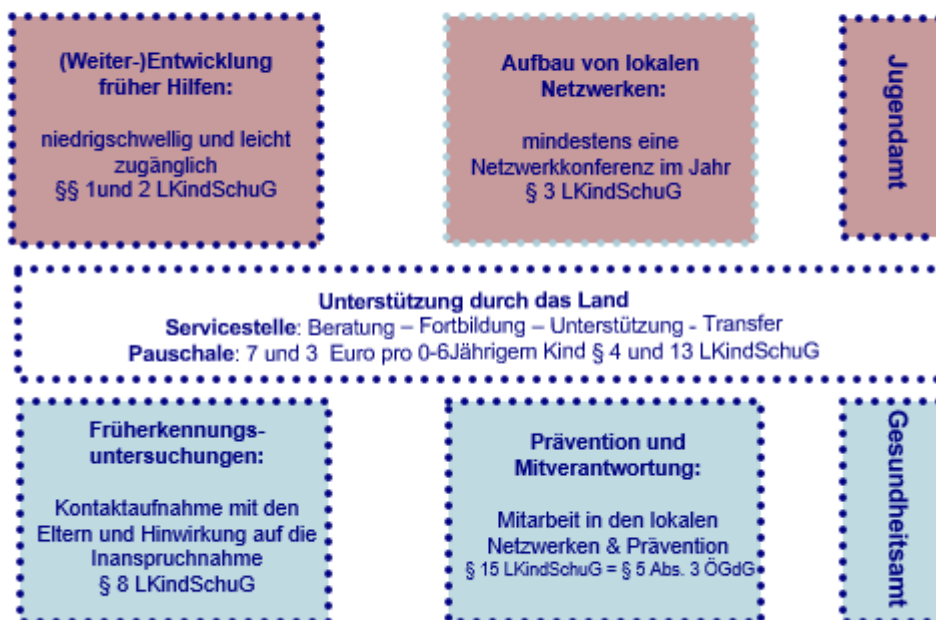 (Weiter-)Entwicklung
früher Hilfen:
niedrigschwellig und leicht
zugänglich
§§ 1und 2 LKindSchuG
Aufbau von lokalen
Netzwerken:
mindestens eine
Netzwerkkonferenz im Jahr
§ 3 LKindSchuG
Jugendamt
Unterstützung durch das Land
Servicestelle: Beratung – Fortbildung – Unterstützung - Transfer
Pauschale: 7 und 3 Euro pro 0-6Jährigem Kind § 4 und 13 LKindSchuG
Früherkennungs-
untersuchungen:
Kontaktaufnahme mit den
Eltern und Hinwirkung auf die
Inanspruchnahme
§ 8 LKindSchuG
Prävention und
Mitverantwortung:
Mitarbeit in den lokalen
Netzwerken & Prävention
§ 15 LKindSchuG = § 5 Abs. 3 ÖGdG
Gesundheitsamt